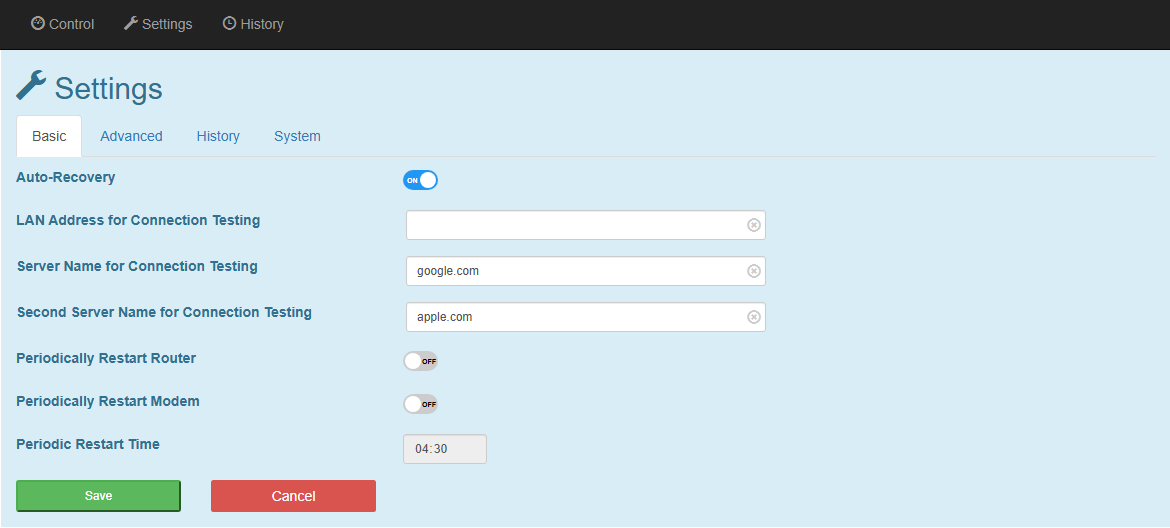 Control Settings History
Settings
Basic Advanced History System
Auto-Recovery ON
LAN Address for Connection Testing
Server Name for Connection Testing google.com
Second Server Name for Connection Testing apple.com
Periodically Restart Router OFF
Periodically Restart Modem OFF
Periodic Restart Time 04:30
Save Cancel